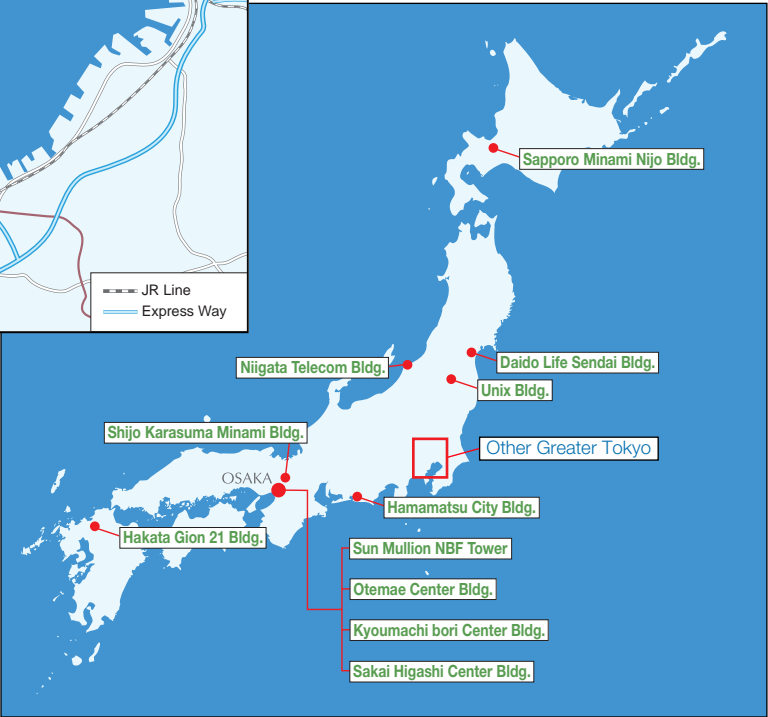 JR Line
Express Way
Sapporo Minami Nijo Bldg.
Niigata Telecom Bldg.
Daido Life Sendai Bldg.
Unix Bldg.
Shijo Karasuma Minami Bldg.
Other Greater Tokyo
OSAKA
Hamamatsu City Bldg.
Hakata Gion 21 Bldg.
Sun Mullion NBF Tower
Otemae Center Bldg.
Kyoumachi bori Center Bldg.
Sakai Higashi Center Bldg.